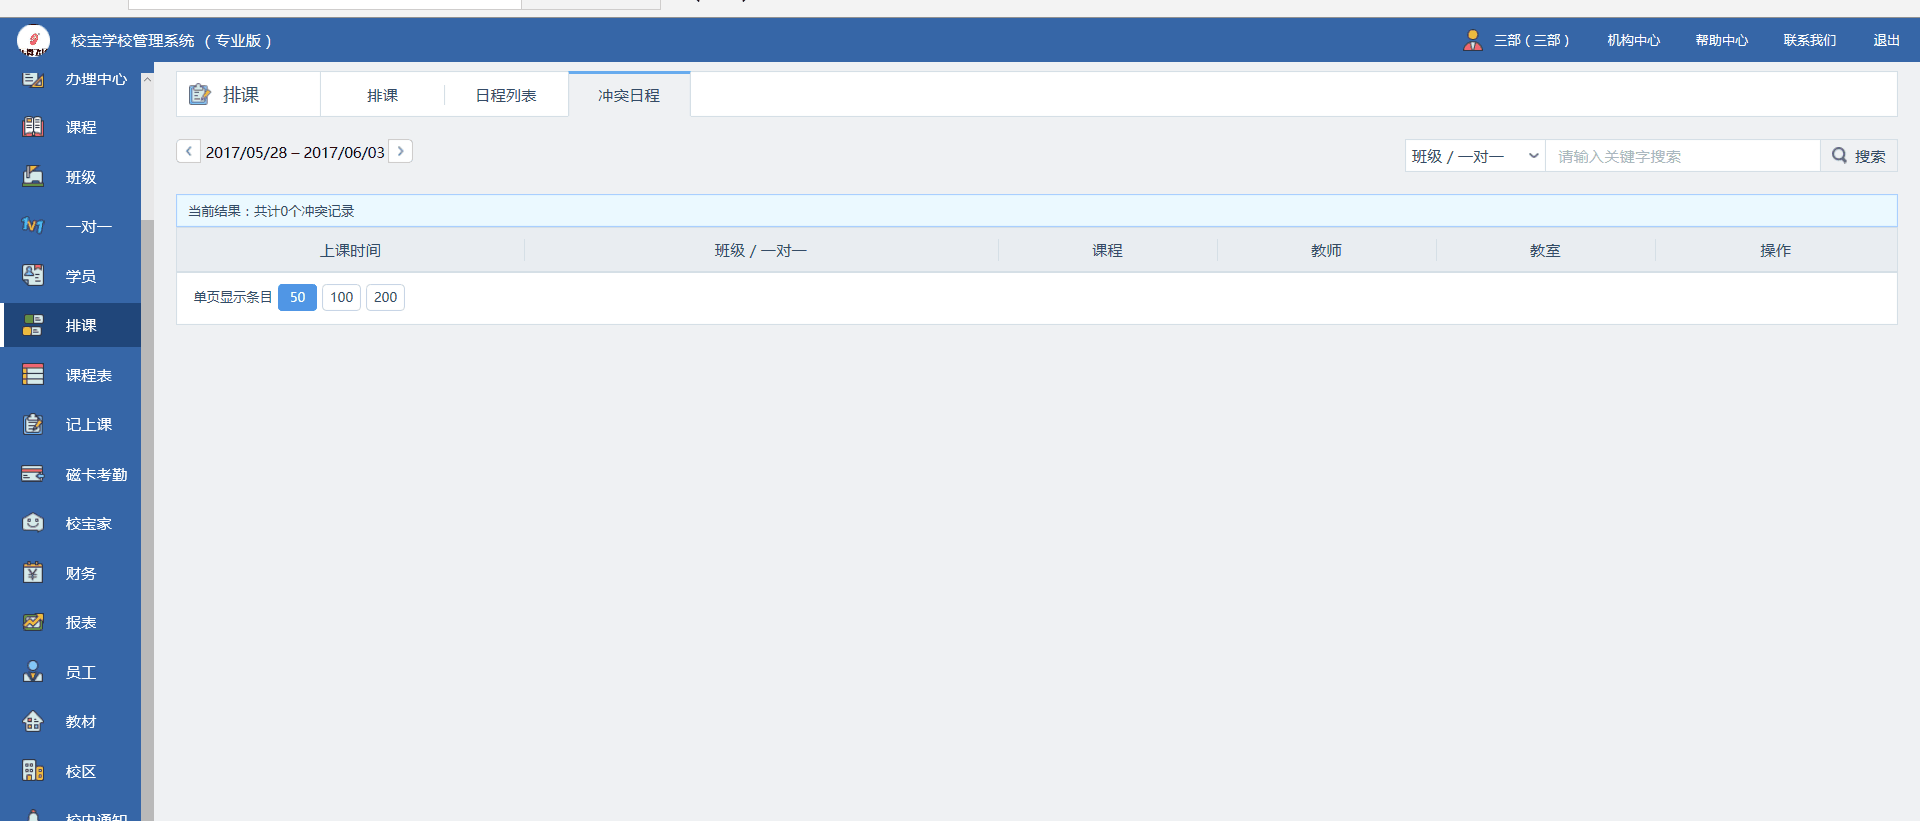 校宝学校管理系统 （专业版）
三部（三部）
机构中心
帮助中心
联系我们
退出
办理中心
课程
班级
一对一
学员
排课
课程表
记上课
磁卡考勤
校宝家
财务
报表
员工
教材
校区
校内通知
排课
排课
日程列表
冲突日程
2017/05/28 – 2017/06/03
班级 / 一对一
请输入关键字搜索
搜索
当前结果：共计0个冲突记录
上课时间
班级 / 一对一
课程
教师
教室
操作
单页显示条目 50 100 200